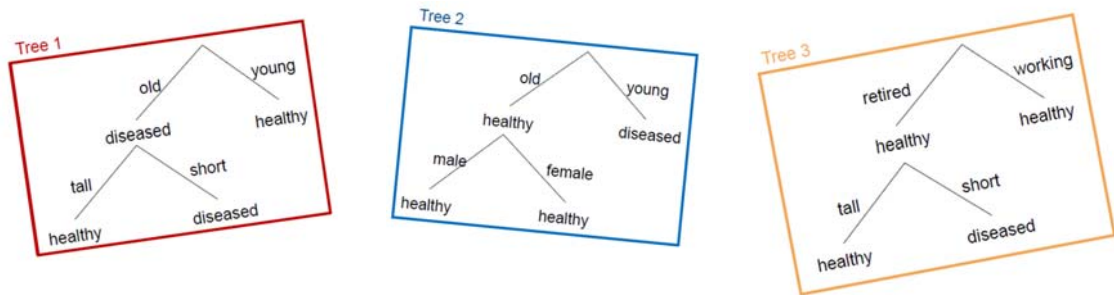 Tree 1
old
young
diseased
healthy
tall
short
healthy
diseased
Tree 2
old
young
healthy
diseased
male
female
healthy
healthy
Tree 3
retired
working
healthy
healthy
tall
short
healthy
diseased